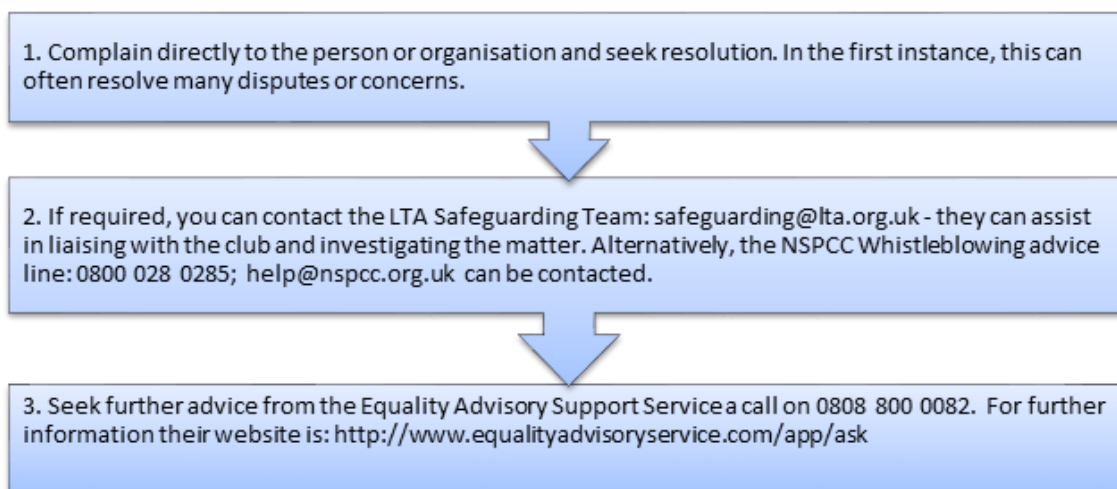 1. Complain directly to the person or organisation and seek resolution. In the first instance, this can
often resolve many disputes or concerns.
2. If required, you can contact the LTA Safeguarding Team: safeguarding@lta.org.uk - they can assist
in liaising with the club and investigating the matter. Alternatively, the NSPCC Whistleblowing advice
line: 0800 028 0285; help@nspcc.org.uk can be contacted.
3. Seek further advice from the Equality Advisory Support Service a call on 0808 800 0082. For further
information their website is: http://www.equalityadvisoryservice.com/app/ask